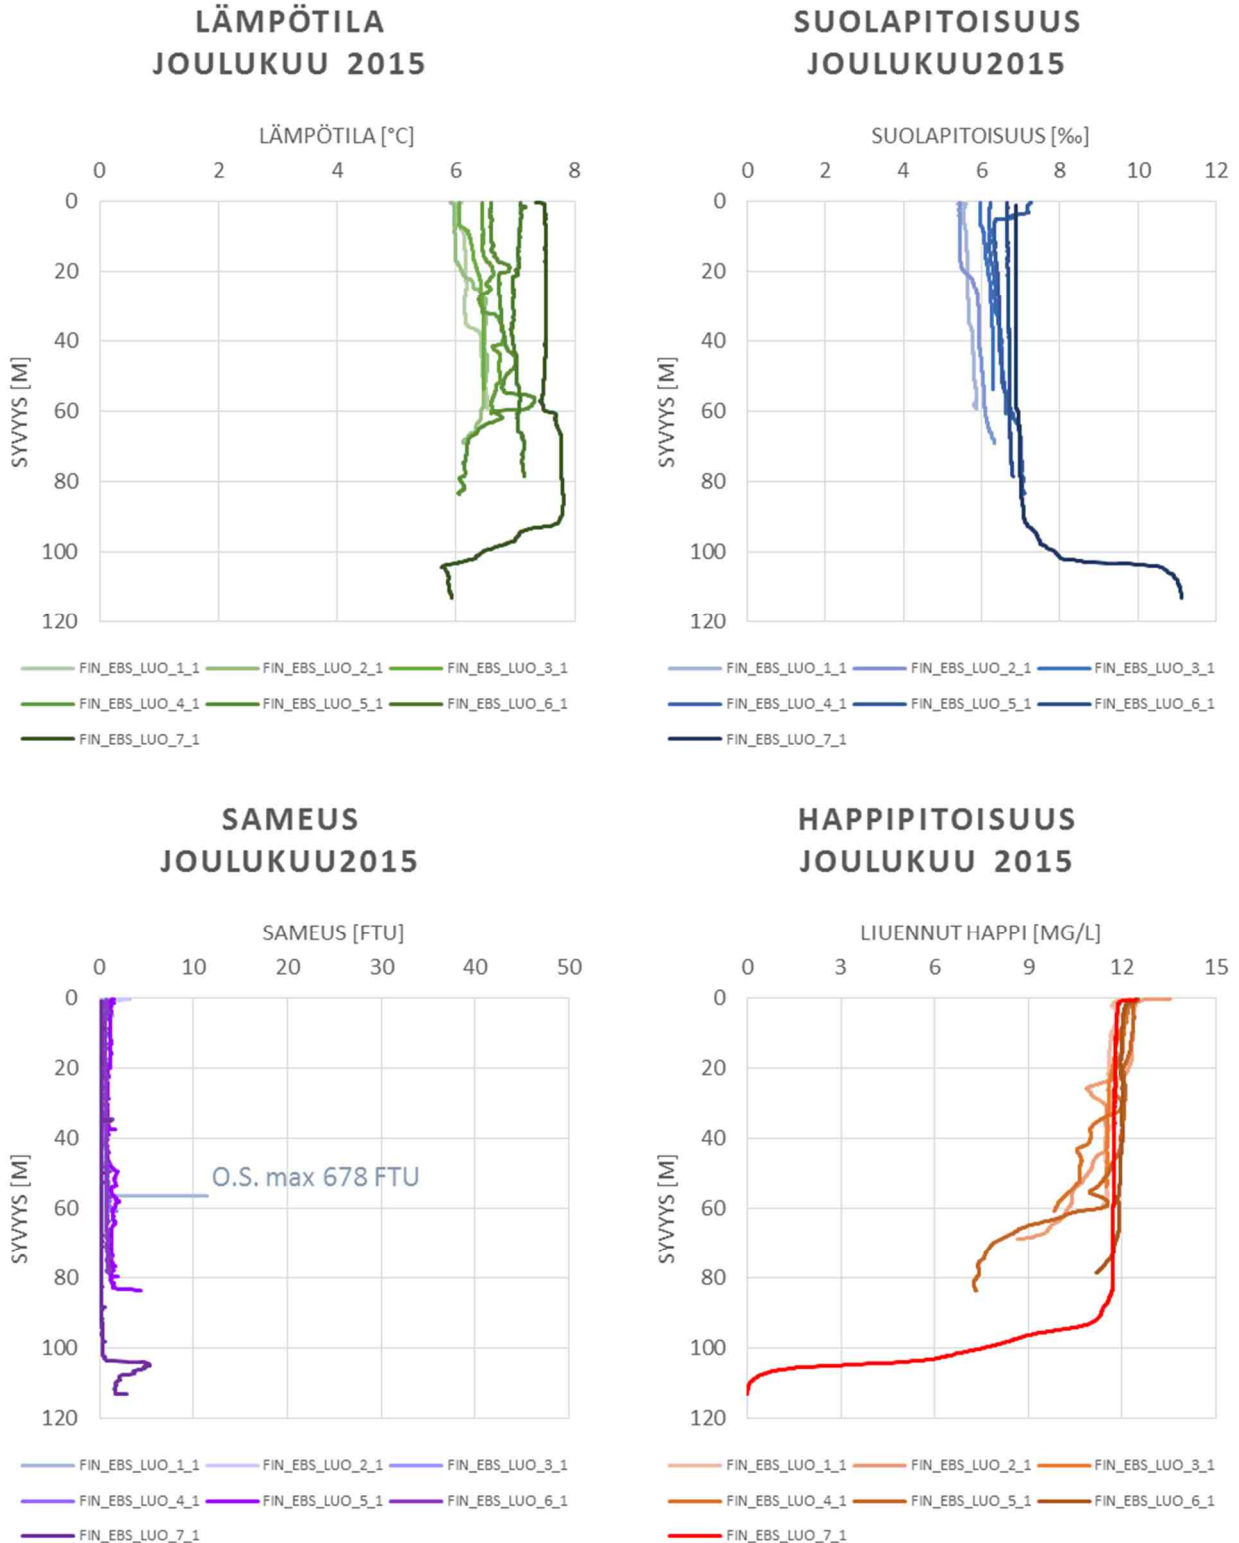 LÄMPÖTILA
JOULUKUU 2015
LÄMPÖTILA [°C]
0 2 4 6 8
0
20
40
60
80
100
120
SYVYYS [M]
FIN_EBS_LUO_1_1 FIN_EBS_LUO_2_1 FIN_EBS_LUO_3_1
FIN_EBS_LUO_4_1 FIN_EBS_LUO_5_1 FIN_EBS_LUO_6_1
FIN_EBS_LUO_7_1
SUOLAPITOISUUS
JOULUKUU2015
SUOLAPITOISUUS [‰]
0 2 4 6 8 10 12
0
20
40
60
80
100
120
SYVYYS [M]
FIN_EBS_LUO_1_1 FIN_EBS_LUO_2_1 FIN_EBS_LUO_3_1
FIN_EBS_LUO_4_1 FIN_EBS_LUO_5_1 FIN_EBS_LUO_6_1
FIN_EBS_LUO_7_1
SAMEUS
JOULUKUU2015
SAMEUS [FTU]
0 10 20 30 40 50
0
20
40
60
80
100
120
SYVYYS [M]
O.S. max 678 FTU
FIN_EBS_LUO_1_1 FIN_EBS_LUO_2_1 FIN_EBS_LUO_3_1
FIN_EBS_LUO_4_1 FIN_EBS_LUO_5_1 FIN_EBS_LUO_6_1
FIN_EBS_LUO_7_1
HAPPIPITOISUUS
JOULUKUU 2015
LIUENNUT HAPPI [MG/L]
0 3 6 9 12 15
0
20
40
60
80
100
120
SYVYYS [M]
FIN_EBS_LUO_1_1 FIN_EBS_LUO_2_1 FIN_EBS_LUO_3_1
FIN_EBS_LUO_4_1 FIN_EBS_LUO_5_1 FIN_EBS_LUO_6_1
FIN_EBS_LUO_7_1